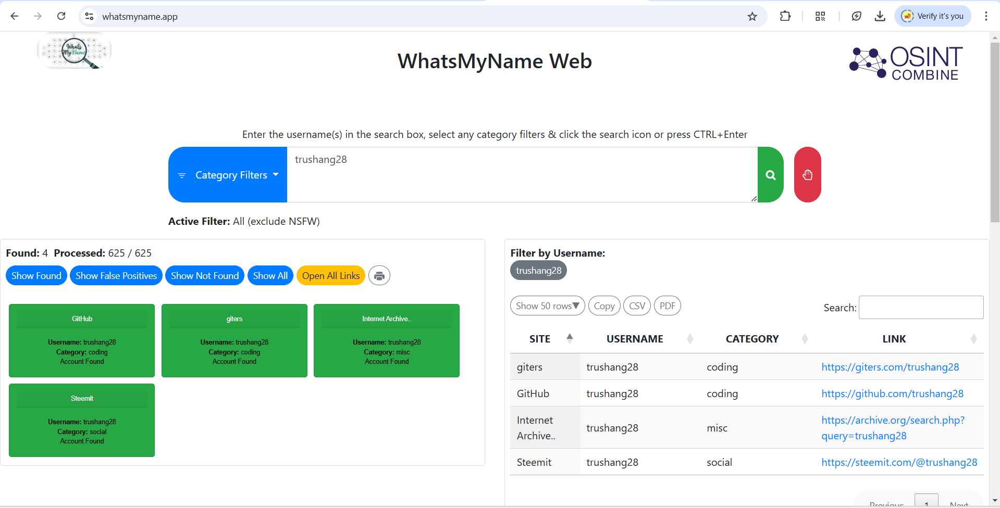 whatsmyname.app
Verify it's you
Whats
MyName
WhatsMyName Web
OSINT
COMBINE
Enter the username(s) in the search box, select any category filters & click the search icon or press CTRL+Enter
Category Filters
trushang28
Active Filter: All (exclude NSFW)
Found: 4 Processed: 625 / 625
Show Found
Show False Positives
Show Not Found
Show All
Open All Links
GitHub
Username: trushang28
Category: coding
Account Found
giters
Username: trushang28
Category: coding
Account Found
Internet Archive..
Username: trushang28
Category: misc
Account Found
Steemit
Username: trushang28
Category: social
Account Found
Filter by Username:
trushang28
Show 50 rows▼ Copy CSV PDF
Search:
SITE USERNAME CATEGORY LINK
giters trushang28 coding https://giters.com/trushang28
GitHub trushang28 coding https://github.com/trushang28
Internet Archive.. trushang28 misc https://archive.org/search.php?
query=trushang28
Steemit trushang28 social https://steemit.com/@trushang28
Previous 1 Next